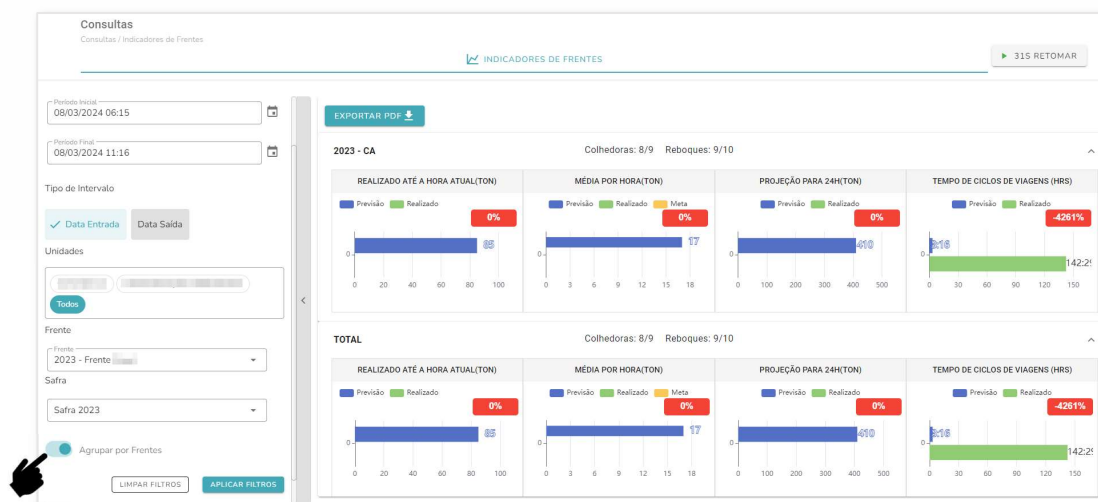 Consultas
Consultas / Indicadores de Frentes
INDICADORES DE FRENTES
31S RETOMAR
Período Inicial
08/03/2024 06:15
Período Final
08/03/2024 11:16
Tipo de Intervalo
Data Entrada Data Saída
Unidades
Todos
Frente
Frente
2023 - Frente
Safra
Safra 2023
Agrupar por Frentes
LIMPAR FILTROS APLICAR FILTROS
EXPORTAR PDF
2023 - CA Colhedoras: 8/9 Reboques: 9/10
REALIZADO ATÉ A HORA ATUAL(TON) MÉDIA POR HORA(TON) PROJEÇÃO PARA 24H(TON) TEMPO DE CICLOS DE VIAGENS (HRS)
Previsão Realizado Previsão Realizado Meta Previsão Realizado Previsão Realizado
0% 0% 0% -4261%
0 85 0 17 0 410 0 3:16
142:29
0 20 40 60 80 100 0 3 6 9 12 15 18 0 100 200 300 400 500 0 30 60 90 120 150
TOTAL Colhedoras: 8/9 Reboques: 9/10
REALIZADO ATÉ A HORA ATUAL(TON) MÉDIA POR HORA(TON) PROJEÇÃO PARA 24H(TON) TEMPO DE CICLOS DE VIAGENS (HRS)
Previsão Realizado Previsão Realizado Meta Previsão Realizado Previsão Realizado
0% 0% 0% -4261%
0 85 0 17 0 410 0 3:16
142:29
0 20 40 60 80 100 0 3 6 9 12 15 18 0 100 200 300 400 500 0 30 60 90 120 150